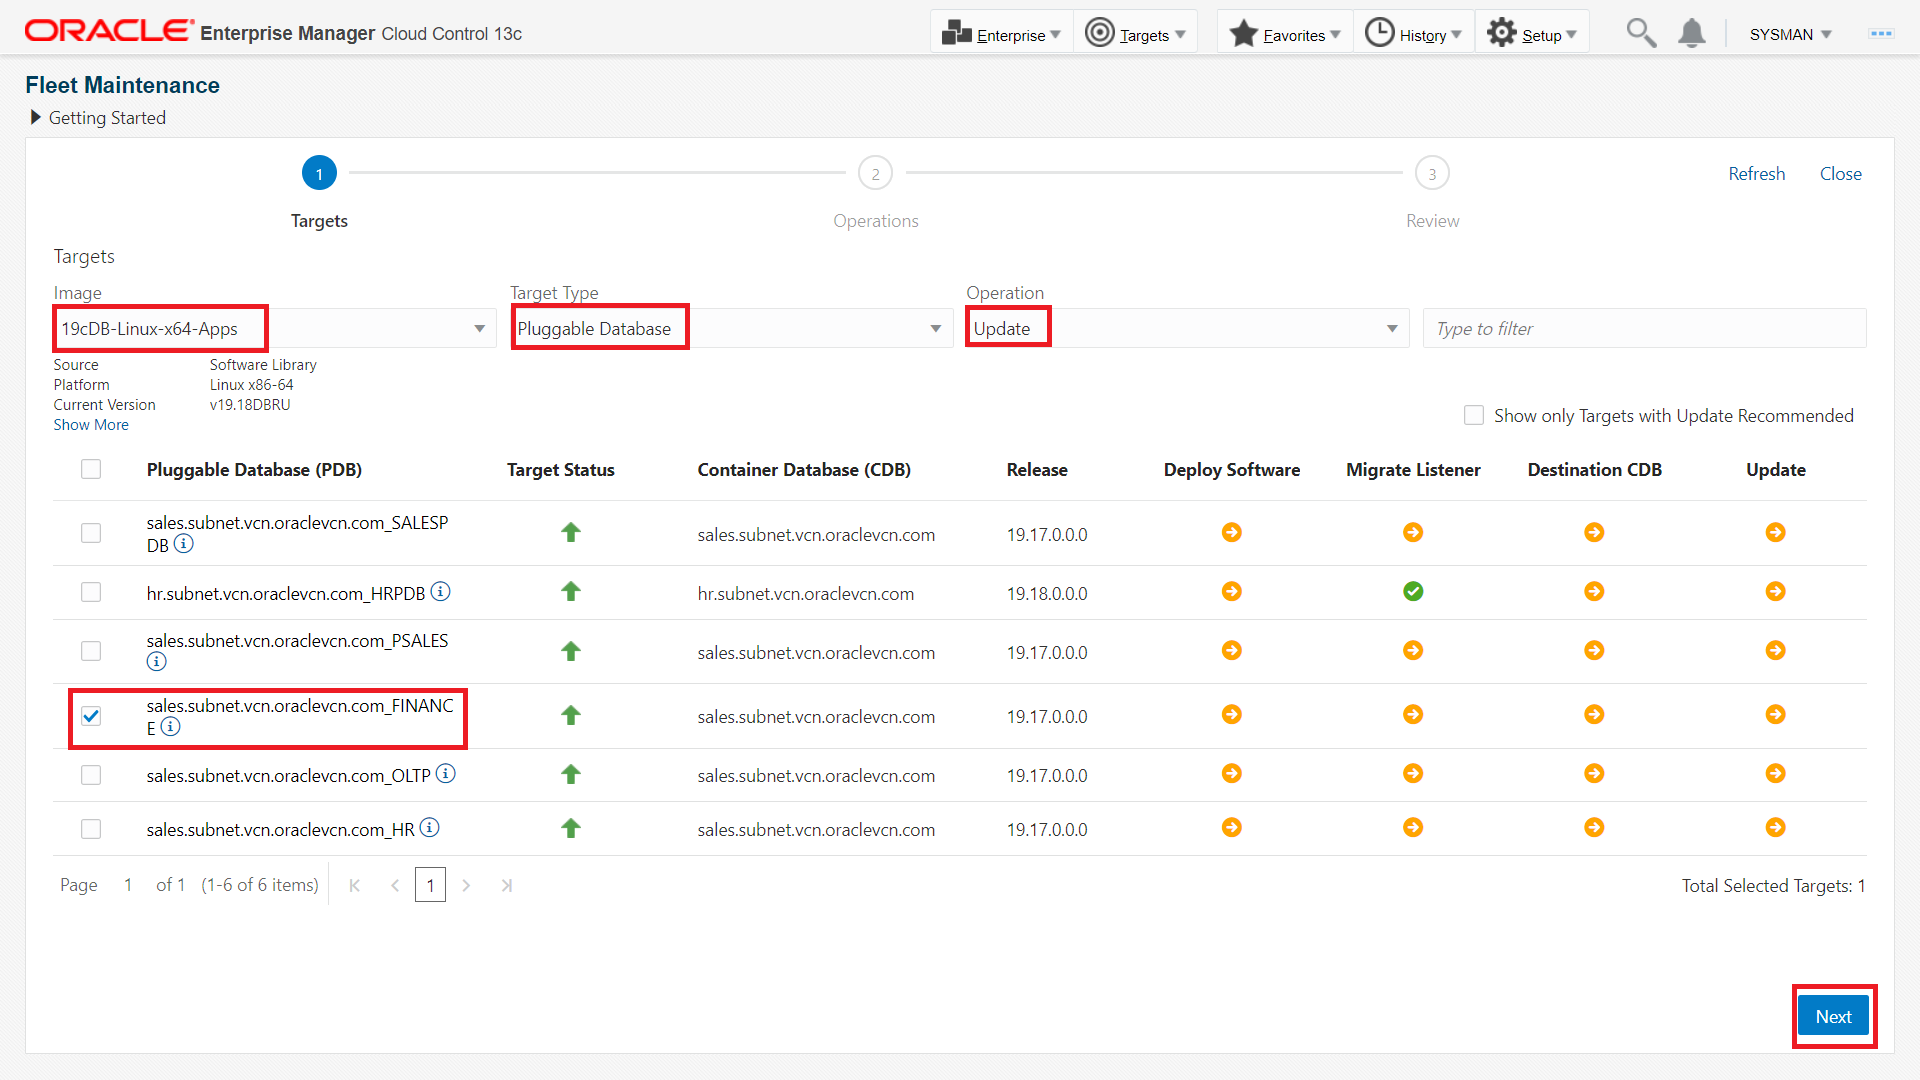 ORACLE Enterprise Manager Cloud Control 13c
Enterprise
Targets
Favorites
History
Setup
SYSMAN
Fleet Maintenance
Getting Started
1
2
3
Refresh
Close
Targets
Operations
Review
Targets
Image
Target Type
Operation
19cDB-Linux-x64-Apps
Pluggable Database
Update
Type to filter
Source Software Library
Platform Linux x86-64
Current Version v19.18DBRU
Show More
Show only Targets with Update Recommended
Pluggable Database (PDB) Target Status Container Database (CDB) Release Deploy Software Migrate Listener Destination CDB Update
sales.subnet.vcn.oraclevcn.com_SALESP
DB
sales.subnet.vcn.oraclevcn.com 19.17.0.0.0
hr.subnet.vcn.oraclevcn.com_HRPDB hr.subnet.vcn.oraclevcn.com 19.18.0.0.0
sales.subnet.vcn.oraclevcn.com_PSALES
sales.subnet.vcn.oraclevcn.com 19.17.0.0.0
sales.subnet.vcn.oraclevcn.com_FINANC
E
sales.subnet.vcn.oraclevcn.com 19.17.0.0.0
sales.subnet.vcn.oraclevcn.com_OLTP sales.subnet.vcn.oraclevcn.com 19.17.0.0.0
sales.subnet.vcn.oraclevcn.com_HR sales.subnet.vcn.oraclevcn.com 19.17.0.0.0
Page 1 of 1 (1-6 of 6 items) 1
Total Selected Targets: 1
Next